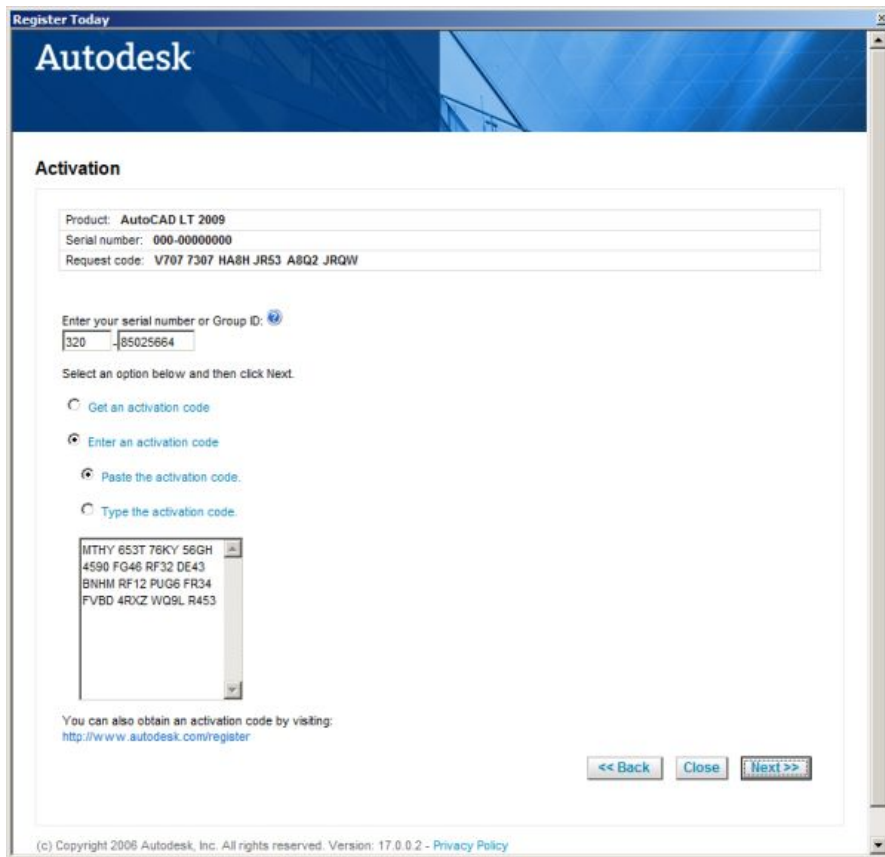 Register Today
Autodesk
Activation
Product: AutoCAD LT 2009
Serial number: 000-00000000
Request code: V707 7307 HA8H JR53 A8Q2 JRQW
Enter your serial number or Group ID:
320 -85025664
Select an option below and then click Next.
Get an activation code
Enter an activation code
Paste the activation code.
Type the activation code.
MTHY 653T 76KY 56GH
4590 FG46 RF32 DE43
BNHM RF12 PUG6 FR34
FVBD 4RXZ WQ9L R453
You can also obtain an activation code by visiting:
http://www.autodesk.com/register
<< Back Close Next >>
(c) Copyright 2006 Autodesk, Inc. All rights reserved. Version: 17.0.0.2 - Privacy Policy